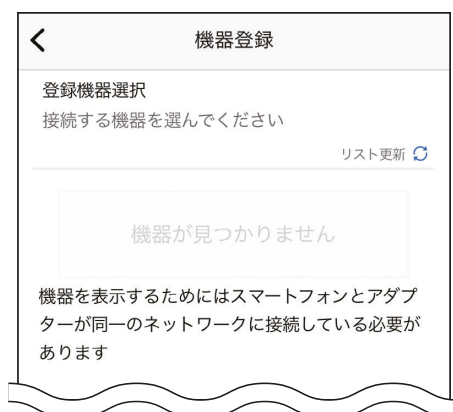 機器登録
登録機器選択
接続する機器を選んでください
リスト更新
機器が見つかりません
機器を表示するためにはスマートフォンとアダプ
ターが同一のネットワークに接続している必要が
あります